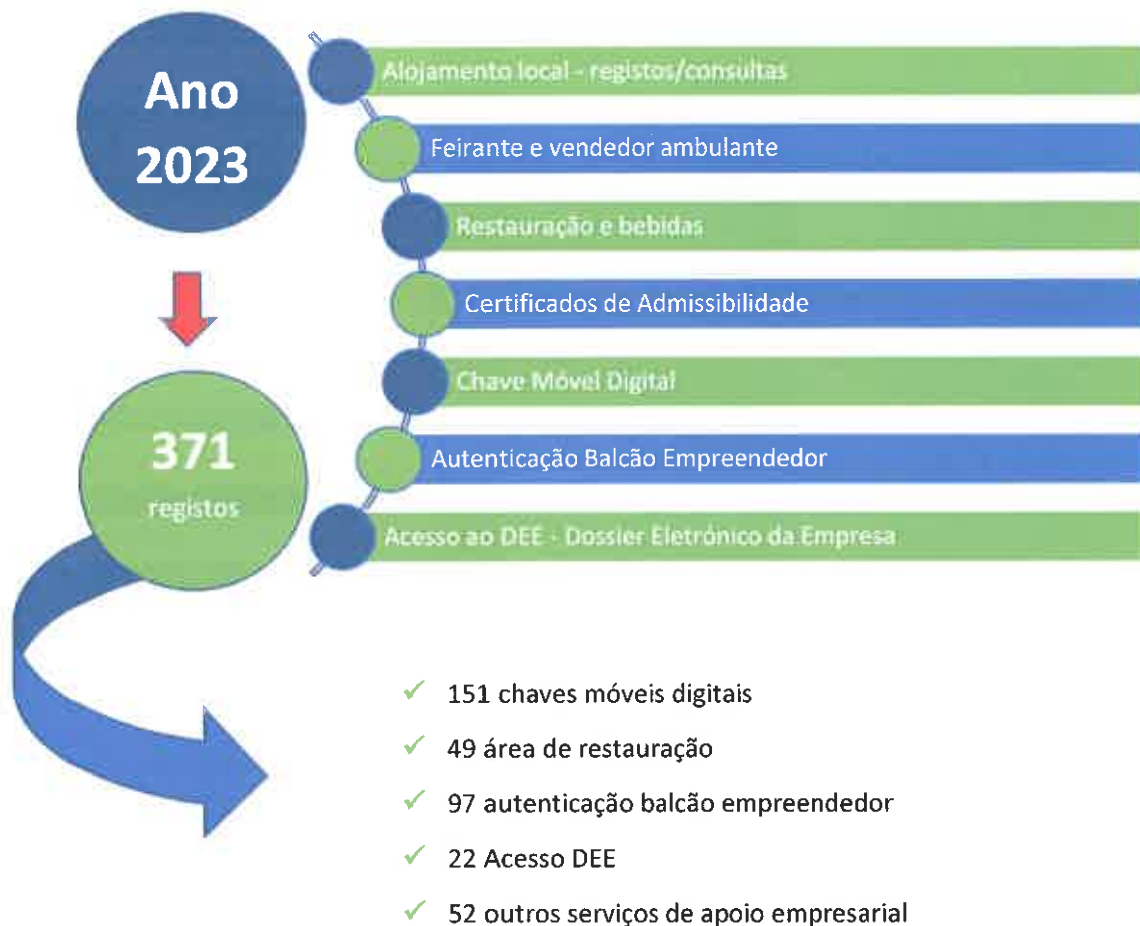 Ano
2023
371
registos
Alojamento local - registos/consultas
Feirante e vendedor ambulante
Restauração e bebidas
Certificados de Admissibilidade
Chave Móvel Digital
Autenticação Balcão Empreendedor
Acesso ao DEE - Dossier Eletrónico da Empresa
151 chaves móveis digitais
49 área de restauração
97 autenticação balcão empreendedor
22 Acesso DEE
52 outros serviços de apoio empresarial